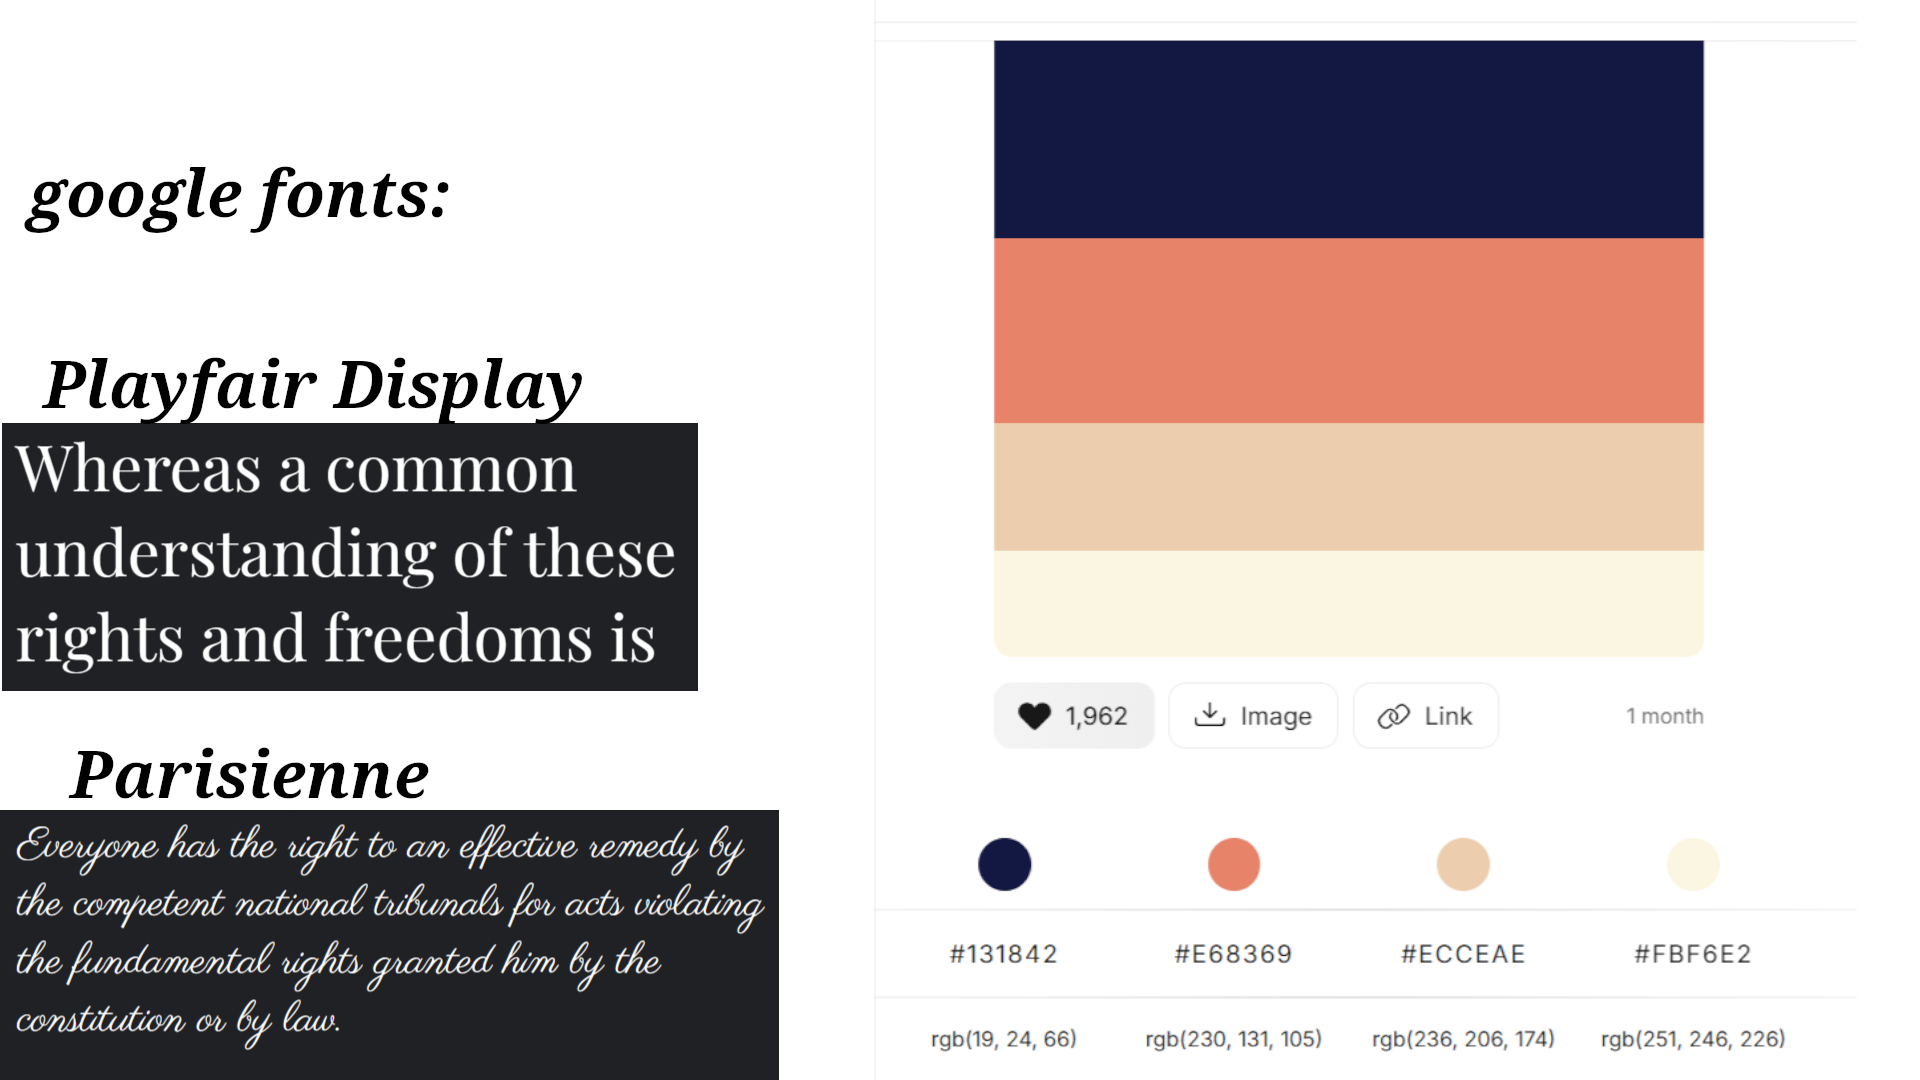 google fonts:
Playfair Display
Whereas a common
understanding of these
rights and freedoms is
Parisienne
Everyone has the right to an effective remedy by
the competent national tribunals for acts violating
the fundamental rights granted him by the
constitution or by law.
1,962
Image
Link
1 month
#131842
#E68369
#ECCEAE
#FBF6E2
rgb(19, 24, 66)
rgb(230, 131, 105)
rgb(236, 206, 174)
rgb(251, 246, 226)